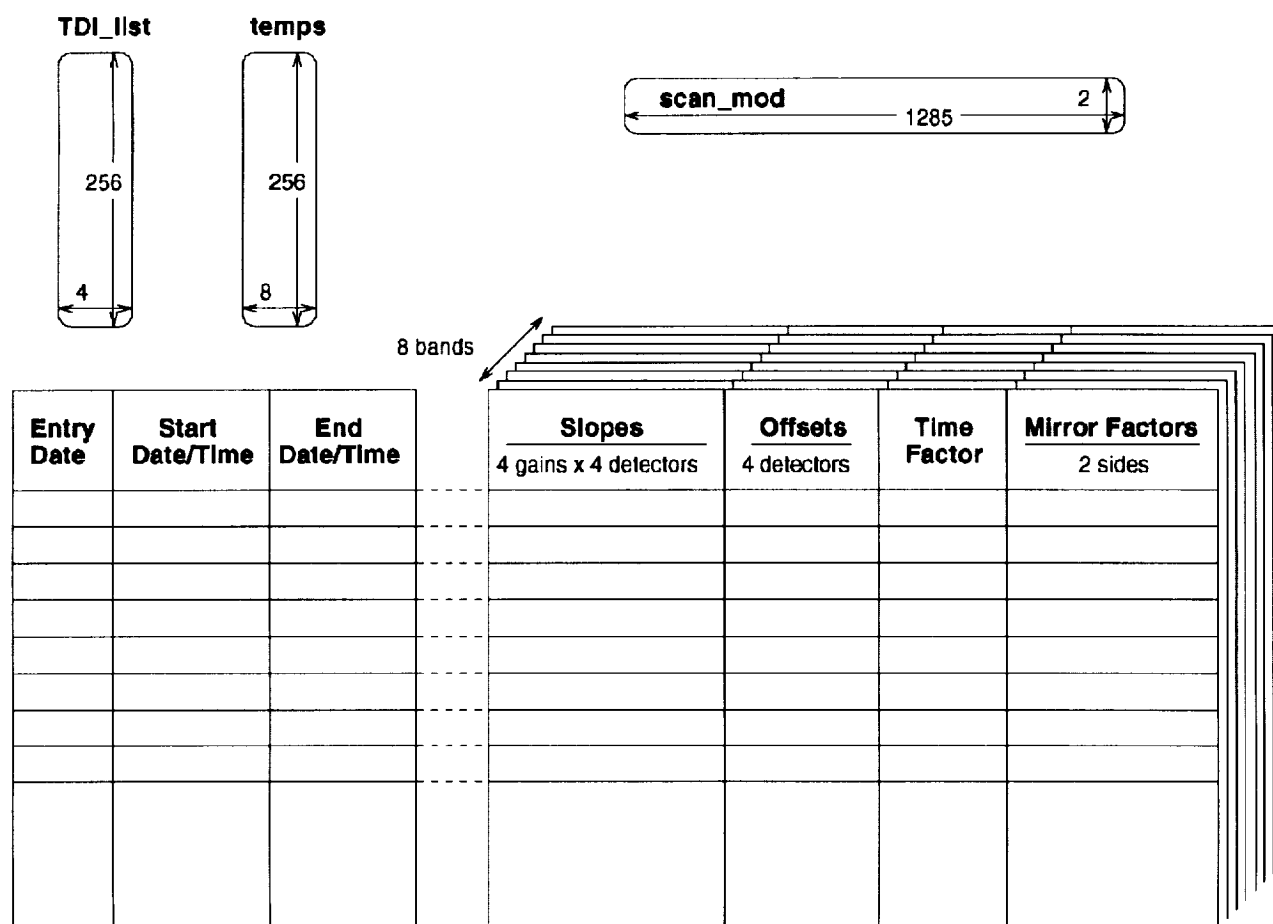 TDI_list
temps
scan_mod
2
1285
256
256
4
8
8 bands
Entry
Date
Start
Date/Time
End
Date/Time
Slopes
4 gains x 4 detectors
Offsets
4 detectors
Time
Factor
Mirror Factors
2 sides